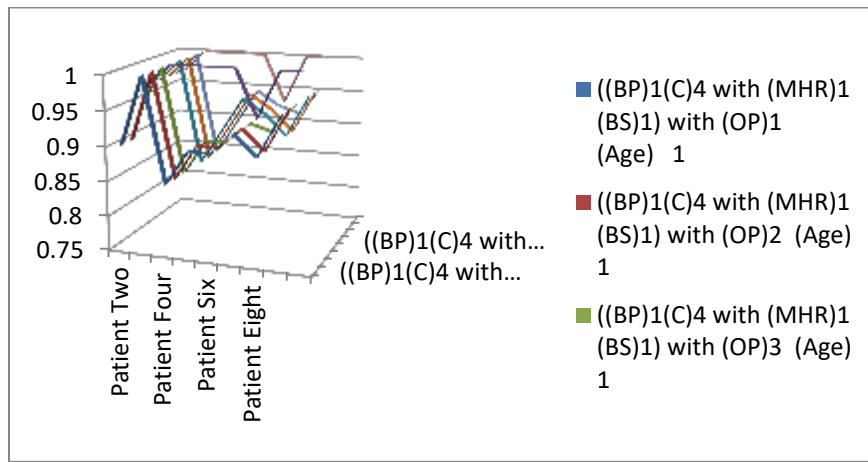 1
0.95
0.9
0.85
0.8
0.75
Patient Two
Patient Four
Patient Six
Patient Eight
((BP)1(C)4 with…
((BP)1(C)4 with…
((BP)1(C)4 with (MHR)1
(BS)1) with (OP)1
(Age) 1
((BP)1(C)4 with (MHR)1
(BS)1) with (OP)2 (Age)
1
((BP)1(C)4 with (MHR)1
(BS)1) with (OP)3 (Age)
1